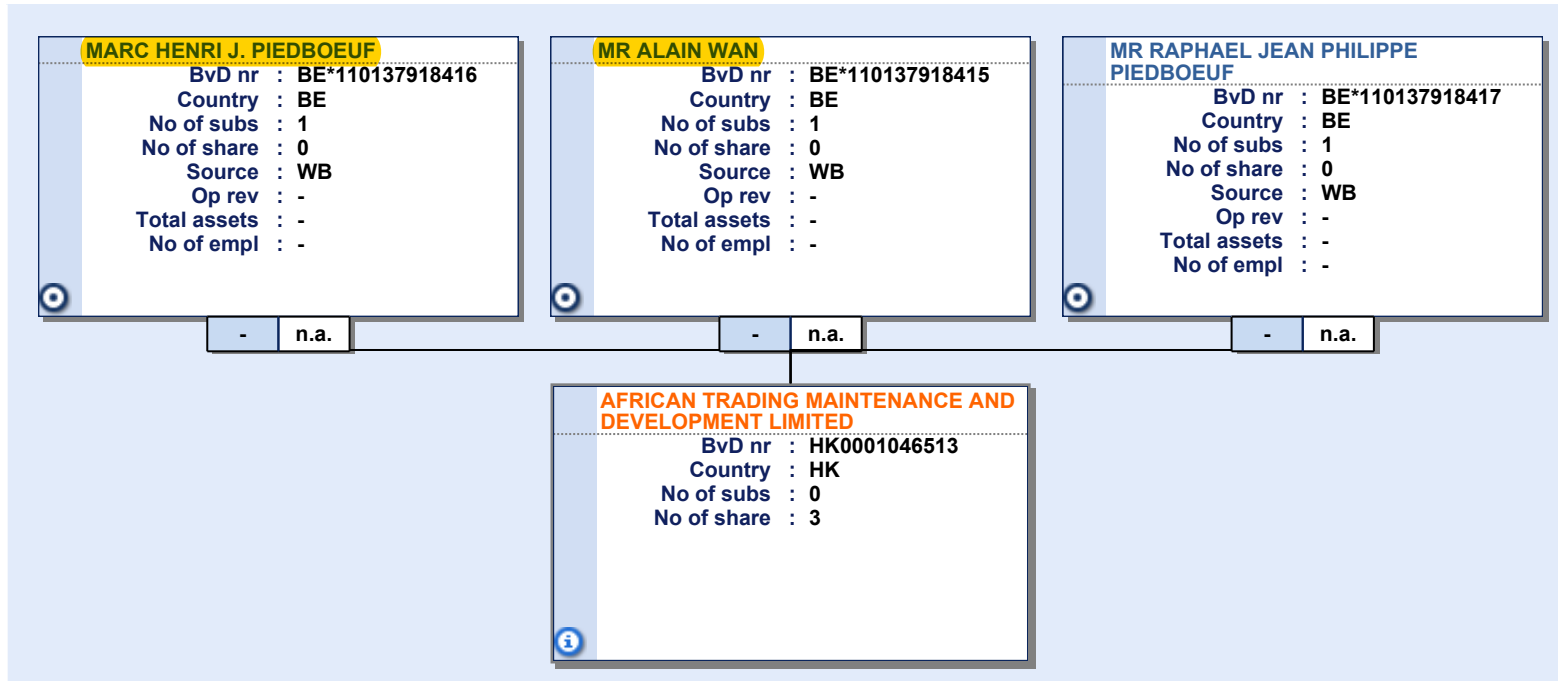 MARC HENRI J. PIEDBOEUF
BvD nr : BE*110137918416
Country : BE
No of subs : 1
No of share : 0
Source : WB
Op rev : -
Total assets : -
No of empl : -
- n.a.
MR ALAIN WAN
BvD nr : BE*110137918415
Country : BE
No of subs : 1
No of share : 0
Source : WB
Op rev : -
Total assets : -
No of empl : -
- n.a.
MR RAPHAEL JEAN PHILIPPE
PIEDBOEUF
BvD nr : BE*110137918417
Country : BE
No of subs : 1
No of share : 0
Source : WB
Op rev : -
Total assets : -
No of empl : -
- n.a.
AFRICAN TRADING MAINTENANCE AND
DEVELOPMENT LIMITED
BvD nr : HK0001046513
Country : HK
No of subs : 0
No of share : 3